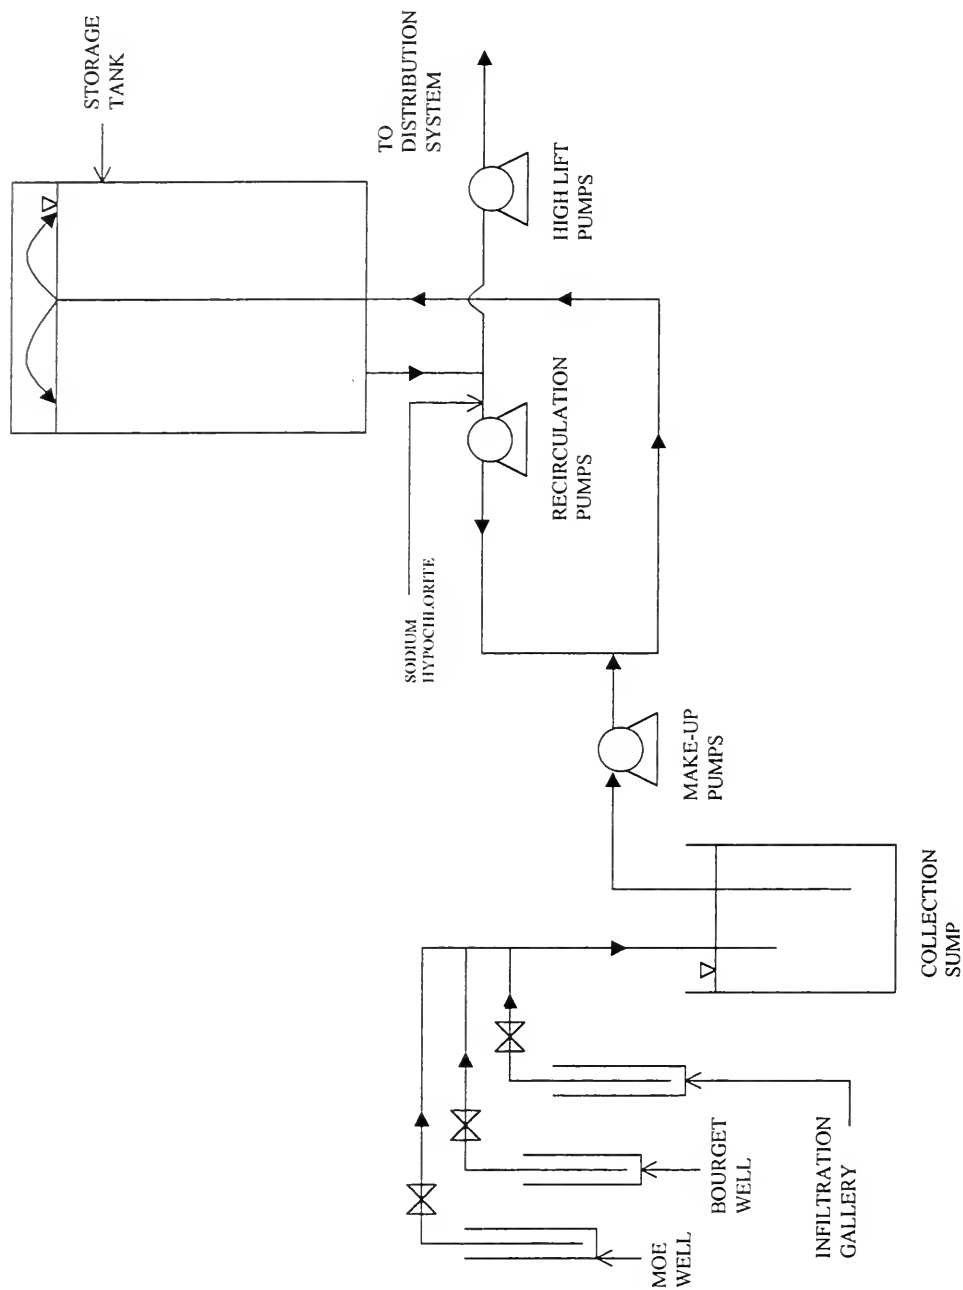 STORAGE
TANK
TO
DISTRIBUTION
SYSTEM
HIGH LIFT
PUMPS
RECIRCULATION
PUMPS
SODIUM
HYPOCHLORITE
MAKE-UP
PUMPS
COLLECTION
SUMP
INFILTRATION
GALLERY
BOURGET
WELL
MOE
WELL